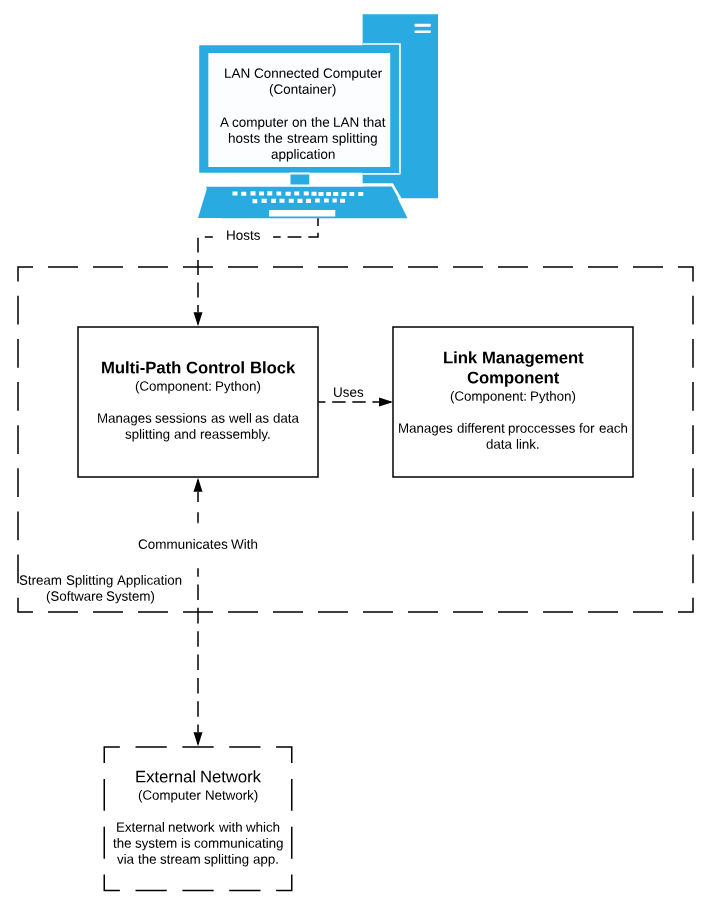 LAN Connected Computer
(Container)
A computer on the LAN that
hosts the stream splitting
application
Hosts
Multi-Path Control Block
(Component: Python)
Manages sessions as well as data
splitting and reassembly.
Uses
Link Management
Component
(Component: Python)
Manages different proccesses for each
data link.
Communicates With
Stream Splitting Application
(Software System)
External Network
(Computer Network)
External network with which
the system is communicating
via the stream splitting app.